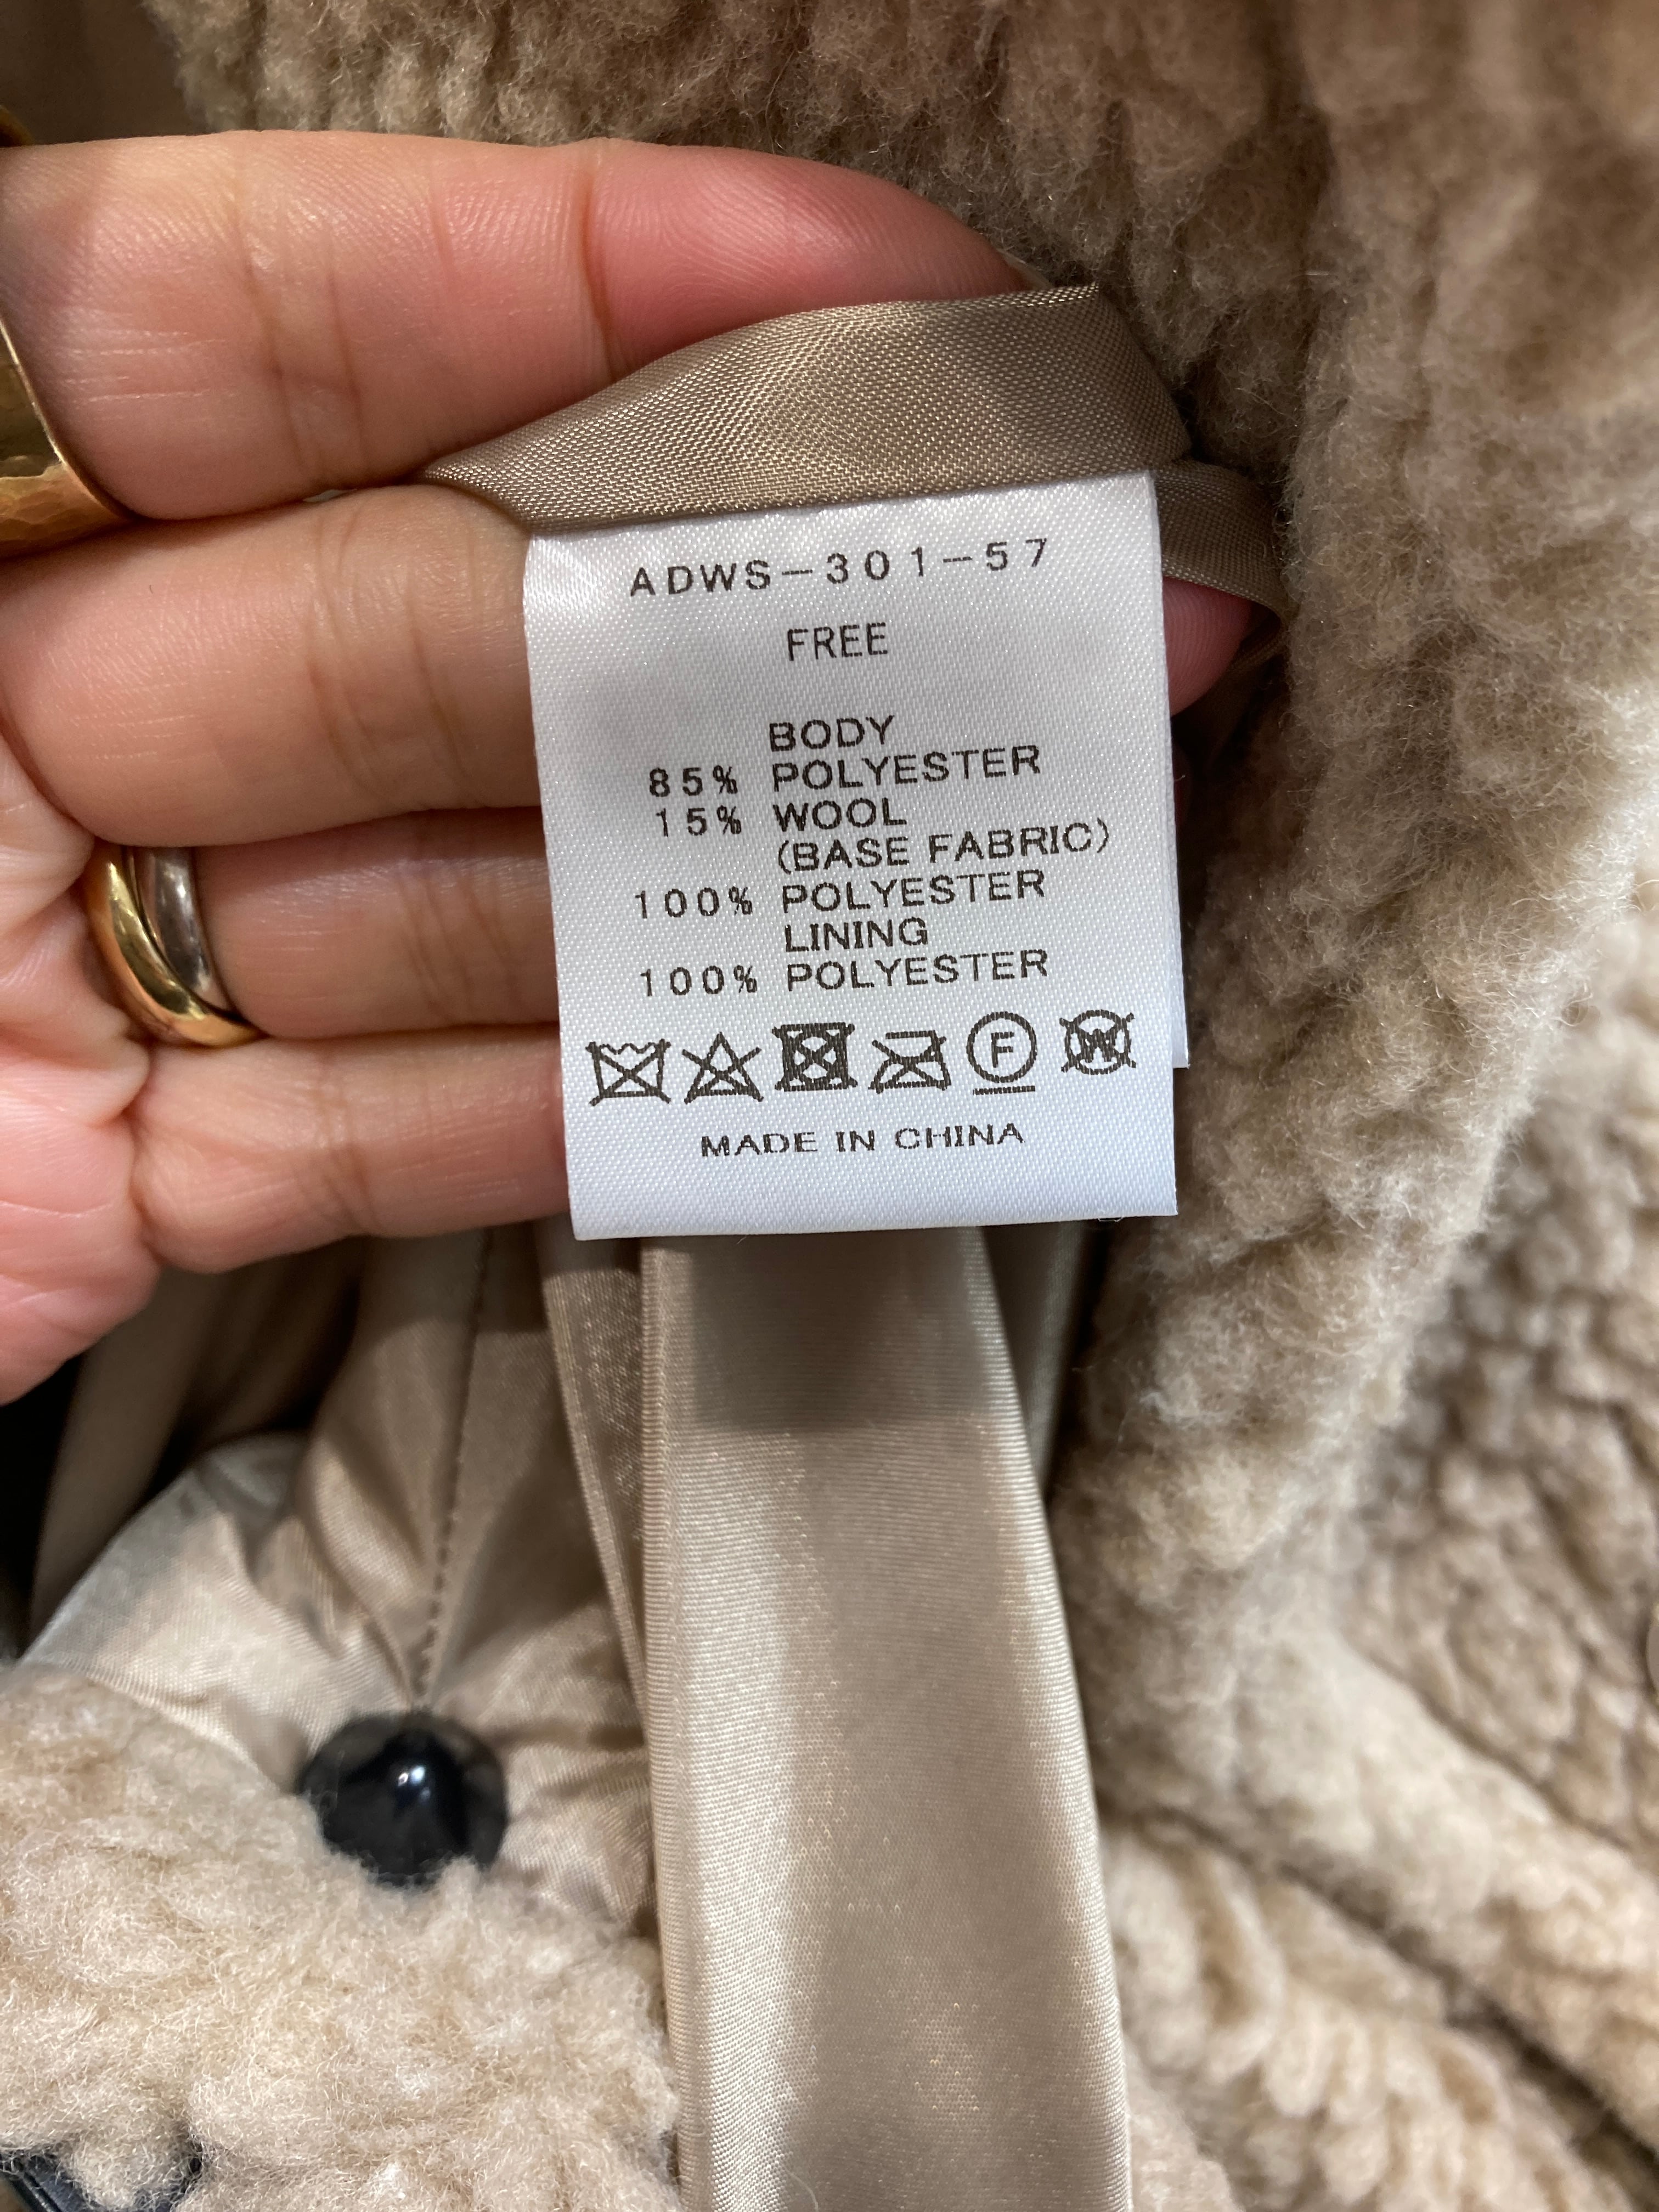 ADWS-301-57
FREE
BODY
85% POLYESTER
15% WOOL
(BASE FABRIC)
100% POLYESTER
LINING
100% POLYESTER
F W
MADE IN CHINA